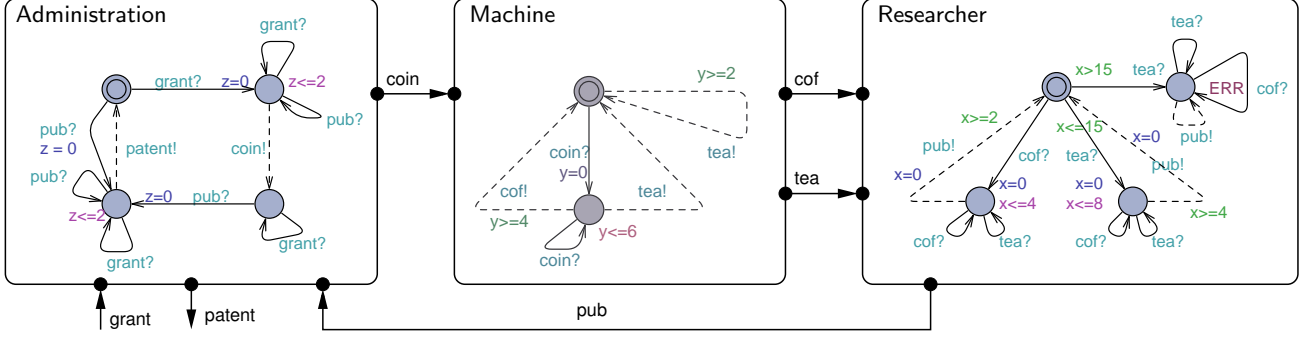 Administration
grant?
grant?
z=0
z<=2
pub?
pub?
z = 0
patent!
coin!
pub?
z<=2
z=0
pub?
grant?
grant?
coin
Machine
y>=2
tea!
coin?
y=0
cof!
tea!
y>=4
y<=6
coin?
cof
tea
Researcher
tea?
x>15
tea?
ERR
cof?
pub!
x>=2
x<=15
x=0
pub!
cof?
tea?
pub!
x=0
x=0
x<=4
x=0
x<=8
x>=4
cof?
tea?
cof?
tea?
grant
patent
pub